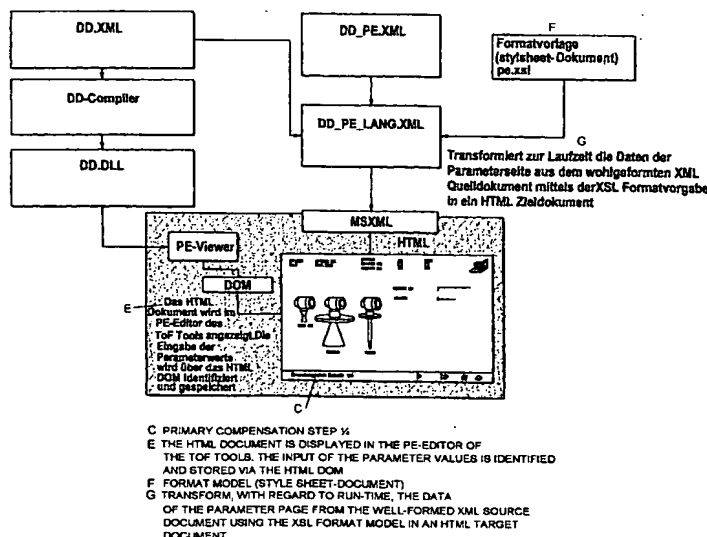 DD.XML
DD_PE.XML
F
Formatvorlage
(stylsheet-Dokument)
pe.xsl
DD-Compiler
DD_PE_LANG.XML
G
Transformiert zur Laufzeit die Daten der
Parameterseite aus dem wohlgeformten XML
Quelldokument mittels derXSL Formatvorgabe
in ein HTML Zieldokument
DD.DLL
MSXML
PE-Viewer
HTML
DOM
E
Das HTML
Dokument wird im
PE-Editor des
ToF Tools angezeigt.Die
Eingabe der
Parameterwerte
wird über das HTML
DOM Identifiziert
und gespeichert
C
C PRIMARY COMPENSATION STEP ¼
E THE HTML DOCUMENT IS DISPLAYED IN THE PE-EDITOR OF
THE TOF TOOLS. THE INPUT OF THE PARAMETER VALUES IS IDENTIFIED
AND STORED VIA THE HTML DOM
F FORMAT MODEL (STYLE SHEET-DOCUMENT)
G TRANSFORM, WITH REGARD TO RUN-TIME, THE DATA
OF THE PARAMETER PAGE FROM THE WELL-FORMED XML SOURCE
DOCUMENT USING THE XSL FORMAT MODEL IN AN HTML TARGET
DOCUMENT